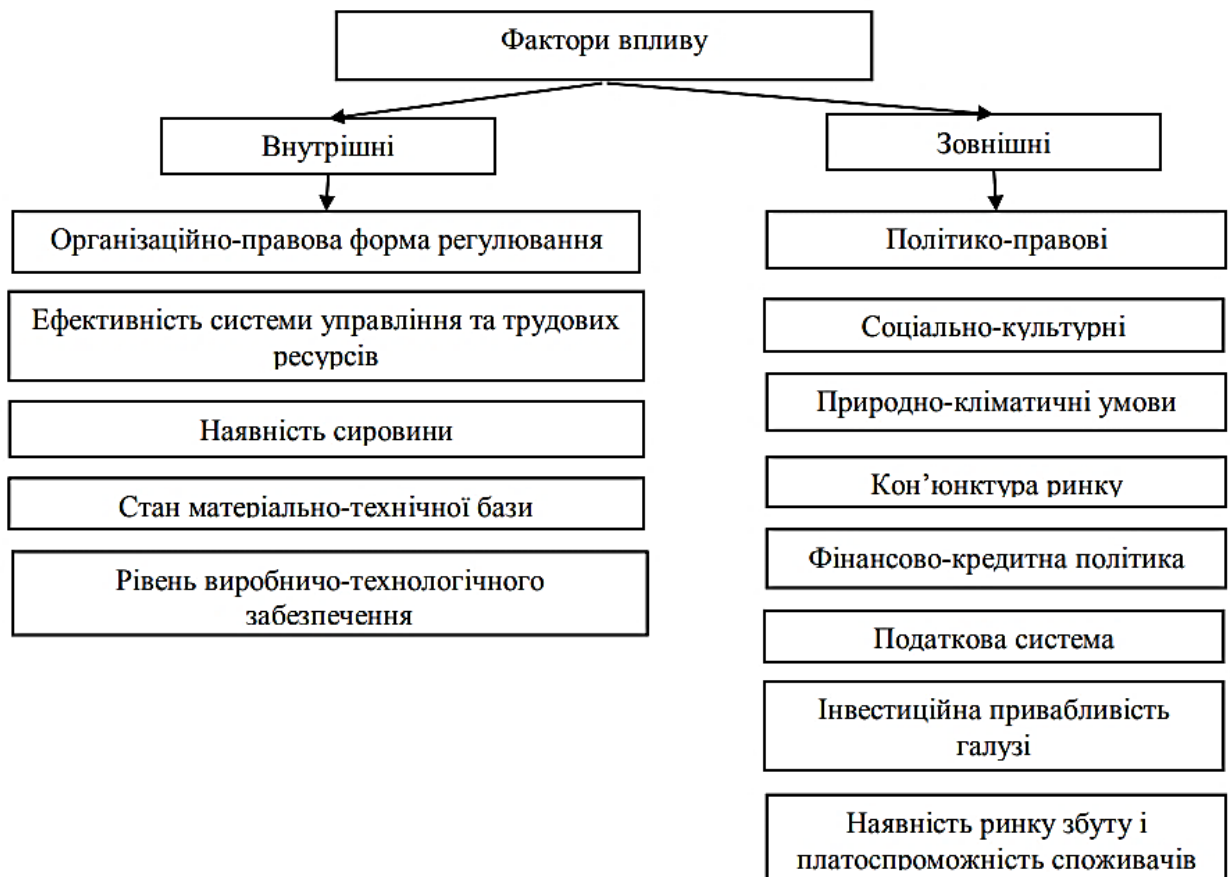 Фактори впливу
Внутрішні
Зовнішні
Організаційно-правова форма регулювання
Ефективність системи управління та трудових
ресурсів
Наявність сировини
Стан матеріально-технічної бази
Рівень виробничо-технологічного
забезпечення
Політико-правові
Соціально-культурні
Природно-кліматичні умови
Кон’юнктура ринку
Фінансово-кредитна політика
Податкова система
Інвестиційна привабливість
галузі
Наявність ринку збуту і
платоспроможність споживачів